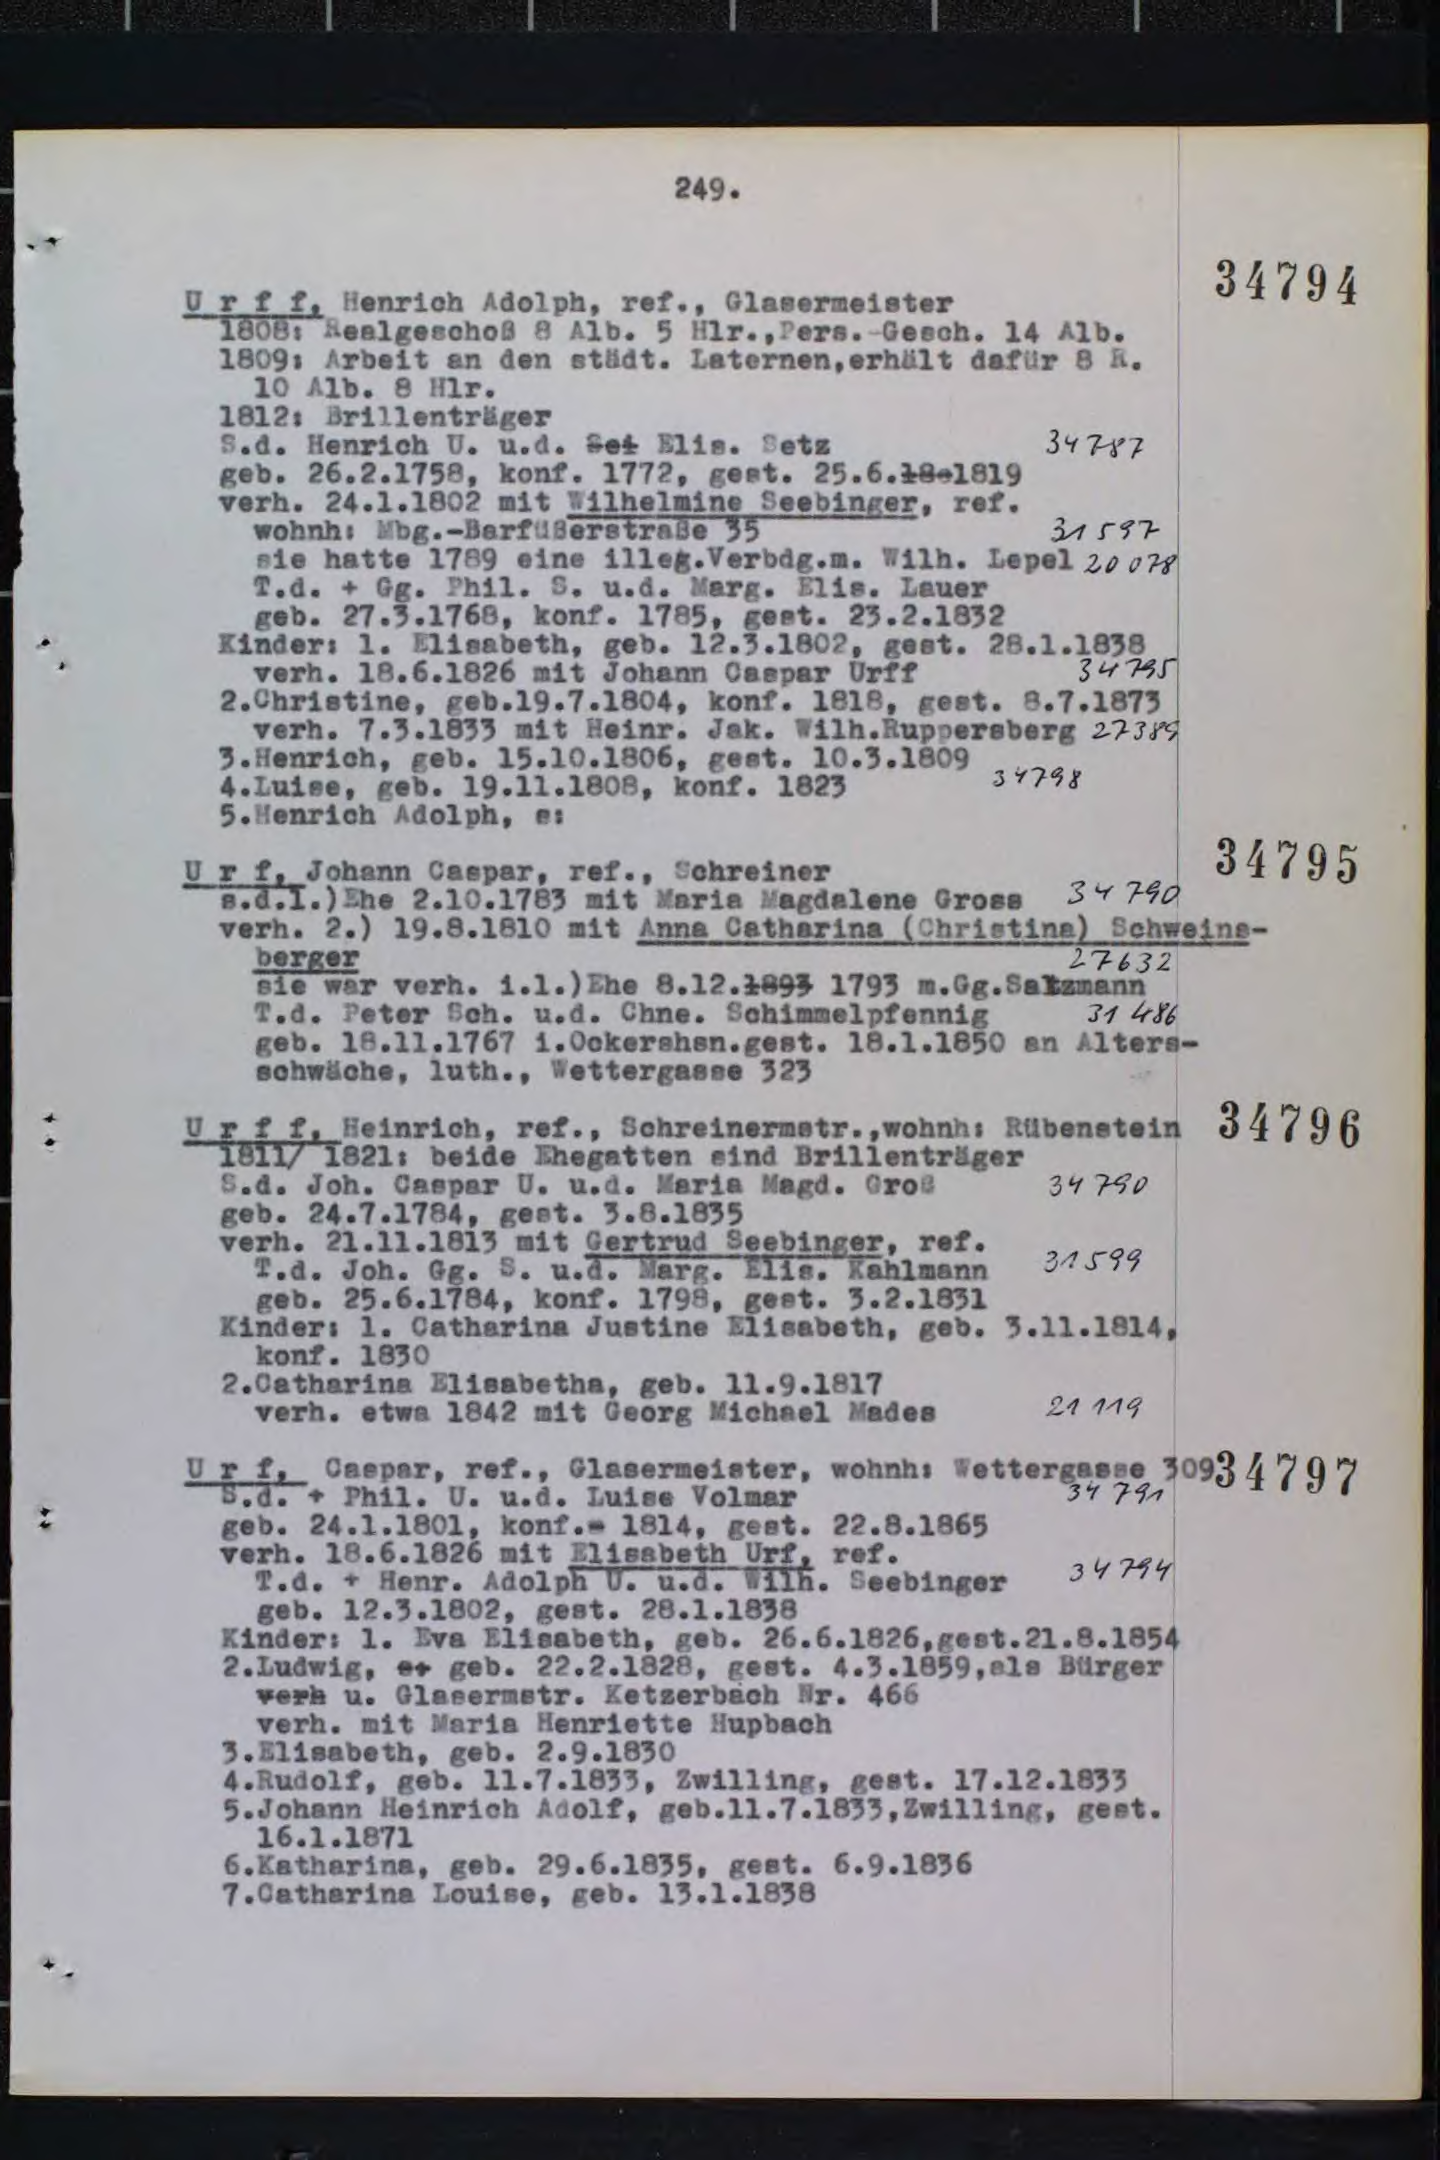 249.
34794
U r f f, Henrich Adolph, ref., Glasermeister
1808: Realgeschoß 8 Alb. 5 Hlr.,Pers.-Gesch. 14 Alb.
1809: Arbeit an den städt. Laternen,erhält dafür 8 R.
10 Alb. 8 Hlr.
1812: Brillenträger
S.d. Henrich U. u.d. Sei Elis. Setz 34787
geb. 26.2.1758, konf. 1772, gest. 25.6.18-1819
verh. 24.1.1802 mit Wilhelmine Seebinger, ref.
wohnh: Mbg.-Barfüßerstraße 35 31597
sie hatte 1789 eine illeg.Verbdg.m. Wilh. Lepel 20078
T.d. + Gg. Phil. S. u.d. Marg. Elis. Lauer
geb. 27.3.1768, konf. 1785, gest. 23.2.1832
Kinder: 1. Elisabeth, geb. 12.3.1802, gest. 28.1.1838
verh. 18.6.1826 mit Johann Caspar Urff 34795
2.Christine, geb.19.7.1804, konf. 1818, gest. 8.7.1873
verh. 7.3.1833 mit Heinr. Jak. Wilh.Ruppersberg 27389
3.Henrich, geb. 15.10.1806, gest. 10.3.1809
4.Luise, geb. 19.11.1808, konf. 1823 34798
5.Henrich Adolph, s:
34795
U r f, Johann Caspar, ref., Schreiner
s.d.1.)Ehe 2.10.1783 mit Maria Magdalene Gross 34790
verh. 2.) 19.8.1810 mit Anna Catharina (Christina) Schweins-
berger 27632
sie war verh. i.1.)Ehe 8.12.1893 1793 m.Gg.Saltzmann
T.d. Peter Sch. u.d. Chne. Schimmelpfennig 31486
geb. 18.11.1767 i.Ockershsn.gest. 18.1.1850 an Alters-
schwäche, luth., Wettergasse 323
U r f f, Heinrich, ref., Schreinermstr.,wohnh: Rübenstein 34796
1811/ 1821: beide Ehegatten sind Brillenträger
S.d. Joh. Caspar U. u.d. Maria Magd. Groß 34790
geb. 24.7.1784, gest. 3.8.1835
verh. 21.11.1813 mit Gertrud Seebinger, ref.
T.d. Joh. Gg. S. u.d. Marg. Elis. Kahlmann 31599
geb. 25.6.1784, konf. 1798, gest. 3.2.1831
Kinder: 1. Catharina Justine Elisabeth, geb. 3.11.1814,
konf. 1830
2.Catharina Elisabetha, geb. 11.9.1817
verh. etwa 1842 mit Georg Michael Mades 21119
U r f, Caspar, ref., Glasermeister, wohnh: Wettergasse 309 34797
S.d. + Phil. U. u.d. Luise Volmar 34791
geb. 24.1.1801, konf.- 1814, gest. 22.8.1865
verh. 18.6.1826 mit Elisabeth Urf, ref.
T.d. + Henr. Adolph U. u.d. Wilh. Seebinger 34794
geb. 12.3.1802, gest. 28.1.1838
Kinder: 1. Eva Elisabeth, geb. 26.6.1826,gest.21.8.1854
2.Ludwig, s: geb. 22.2.1828, gest. 4.3.1859,als Bürger
verh u. Glasermstr. Ketzerbach Nr. 466
verh. mit Maria Henriette Hupbach
3.Elisabeth, geb. 2.9.1830
4.Rudolf, geb. 11.7.1833, Zwilling, gest. 17.12.1833
5.Johann Heinrich Adolf, geb.11.7.1833,Zwilling, gest.
16.1.1871
6.Katharina, geb. 29.6.1835, gest. 6.9.1836
7.Catharina Louise, geb. 13.1.1838